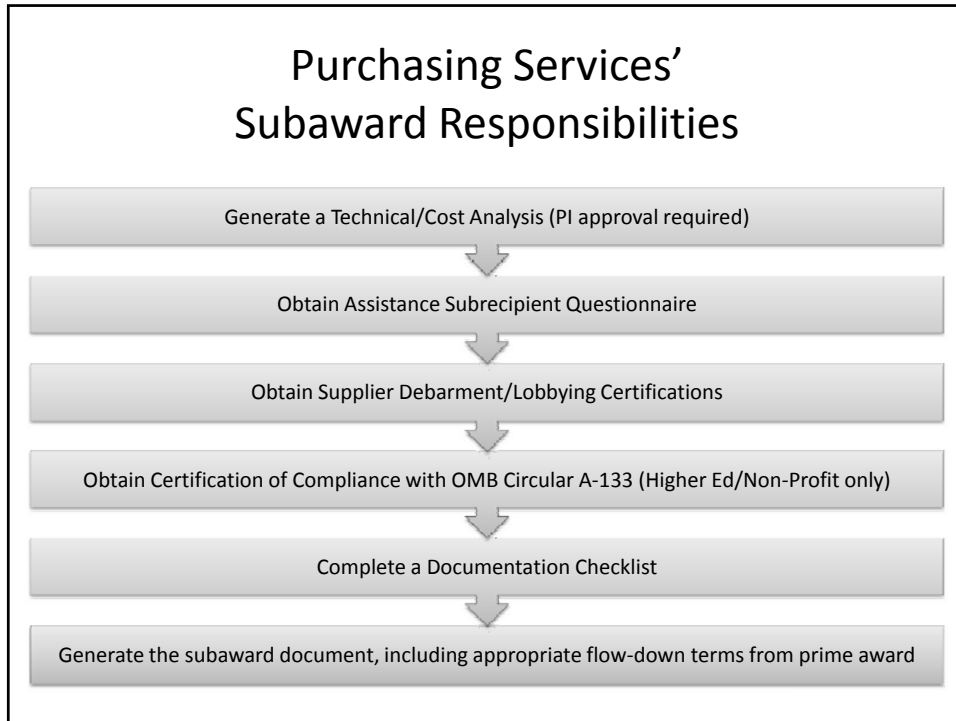 Purchasing Services’
Subaward Responsibilities
Generate a Technical/Cost Analysis (PI approval required)
Obtain Assistance Subrecipient Questionnaire
Obtain Supplier Debarment/Lobbying Certifications
Obtain Certification of Compliance with OMB Circular A-133 (Higher Ed/Non-Profit only)
Complete a Documentation Checklist
Generate the subaward document, including appropriate flow-down terms from prime award